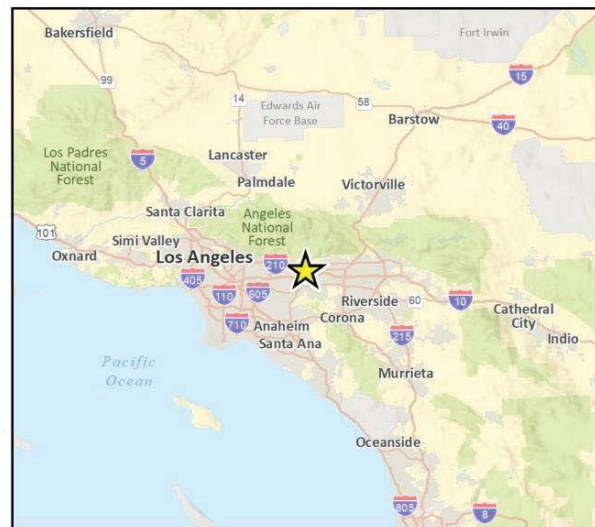 Bakersfield
Fort Irwin
99
15
14
Edwards Air
Force Base
58
Barstow
40
Los Padres
National
Forest
5
Lancaster
Palmdale
Victorville
Santa Clarita
Angeles
National
Forest
101
Simi Valley
Oxnard
Los Angeles
210
405
110
605
Riverside
60
10
Cathedral
City
Corona
710
Anaheim
215
Indio
Santa Ana
Pacific
Ocean
Murrieta
Oceanside
805
8